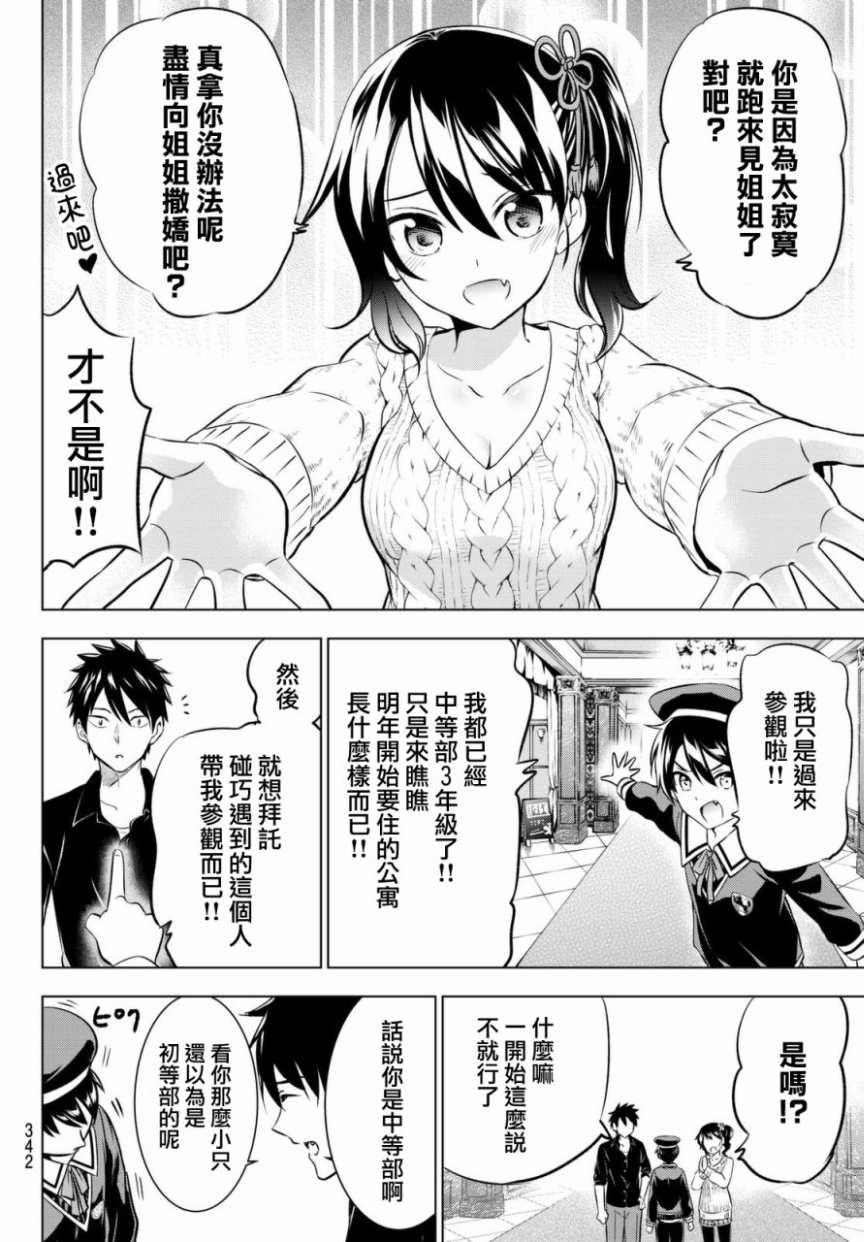 你是因為太寂寞
就跑來見姐姐了
對吧？
真拿你沒辦法呢
盡情向姐姐撒嬌吧？
過來吧♥
才不是啊!!
我只是過來
參觀啦!!
我都已經
中等部3年級了!!
只是來瞧瞧
明年開始要住的公寓
長什麼樣而已!!
然後
就想拜託
碰巧遇到的這個人
帶我參觀而已!!
是嗎!?
什麼嘛
一開始這麼說
不就行了
話說你是中等部啊
看你那麼小只
還以為是
初等部的呢
ピクッ
342